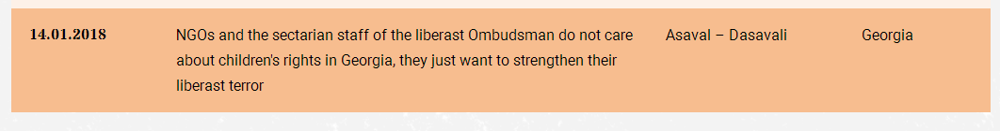 14.01.2018 NGOs and the sectarian staff of the liberast Ombudsman do not care Asaval – Dasavali Georgia
about children's rights in Georgia, they just want to strengthen their
liberast terror